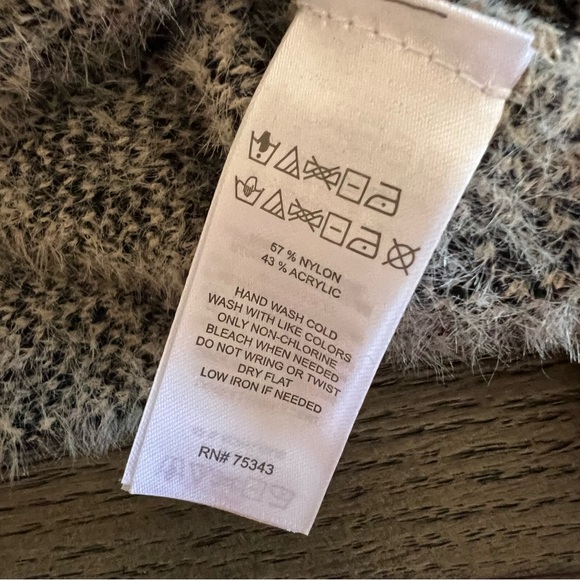 57 % NYLON
43 % ACRYLIC
HAND WASH COLD
WASH WITH LIKE COLORS
ONLY NON-CHLORINE
BLEACH WHEN NEEDED
DO NOT WRING OR TWIST
DRY FLAT
LOW IRON IF NEEDED
RN# 75343